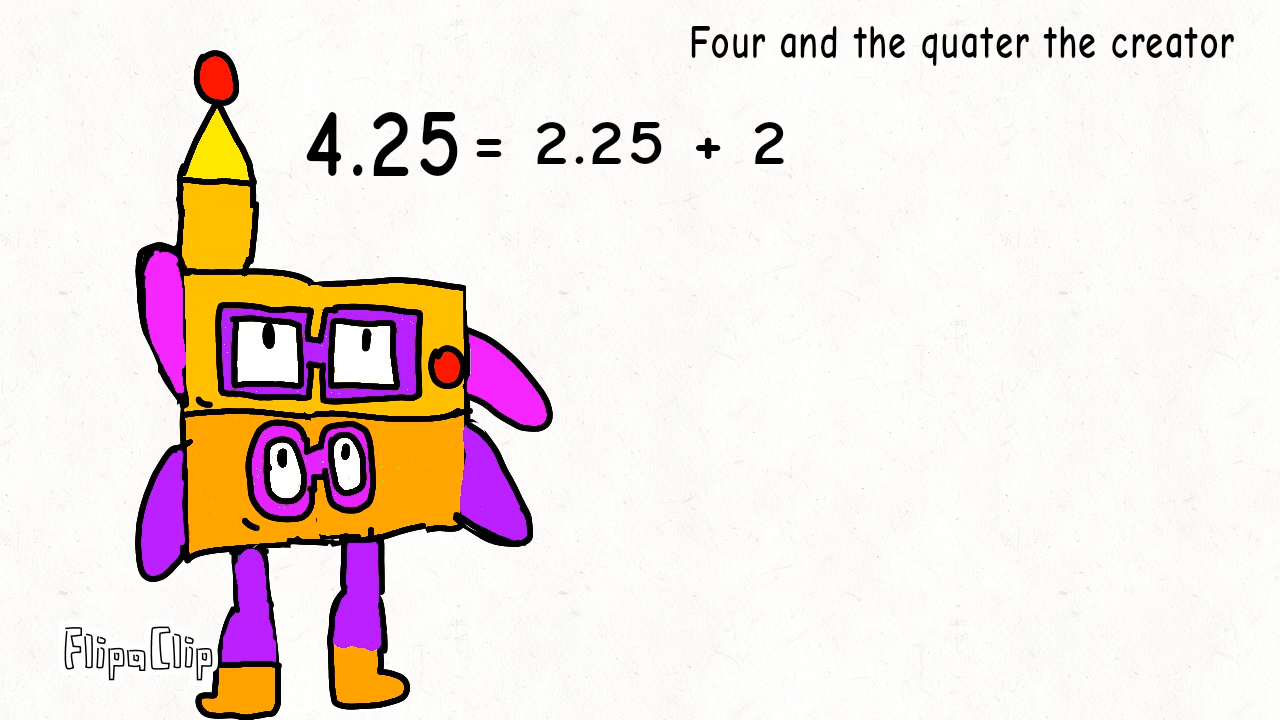 Four and the quater the creator
4.25 = 2.25 + 2
FlipaClip